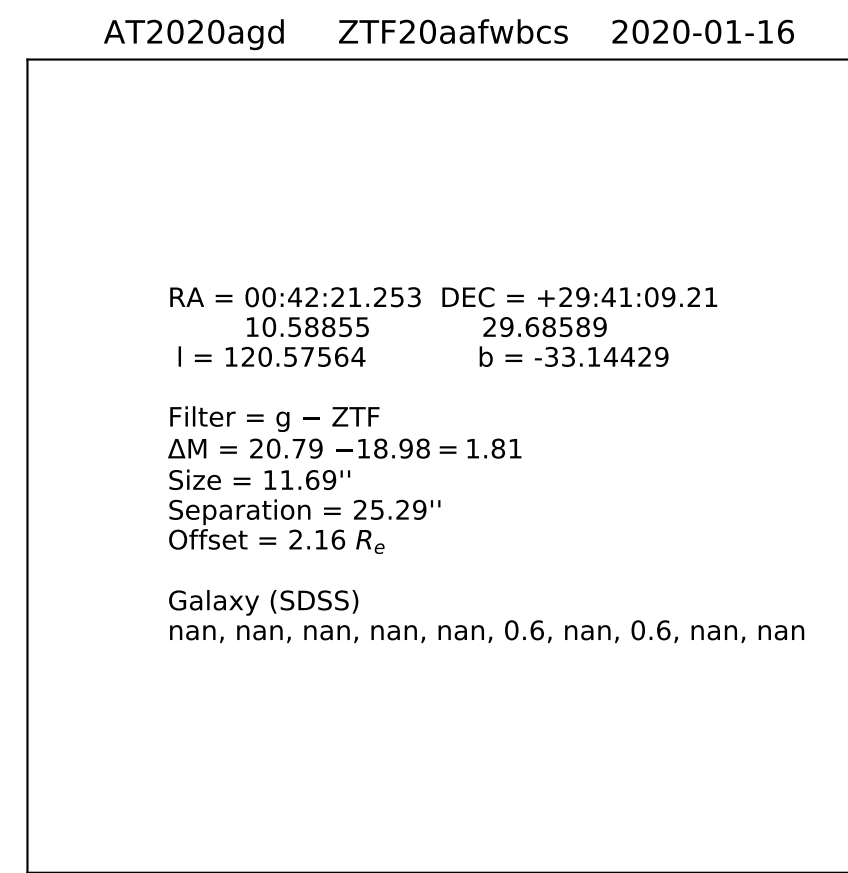 AT2020agd ZTF20aafwbcs 2020-01-16
RA = 00:42:21.253 DEC = +29:41:09.21
10.58855 29.68589
l = 120.57564 b = -33.14429
Filter = g − ZTF
ΔM = 20.79 −18.98 = 1.81
Size = 11.69''
Separation = 25.29''
Offset = 2.16 Rₑ
Galaxy (SDSS)
nan, nan, nan, nan, nan, 0.6, nan, 0.6, nan, nan